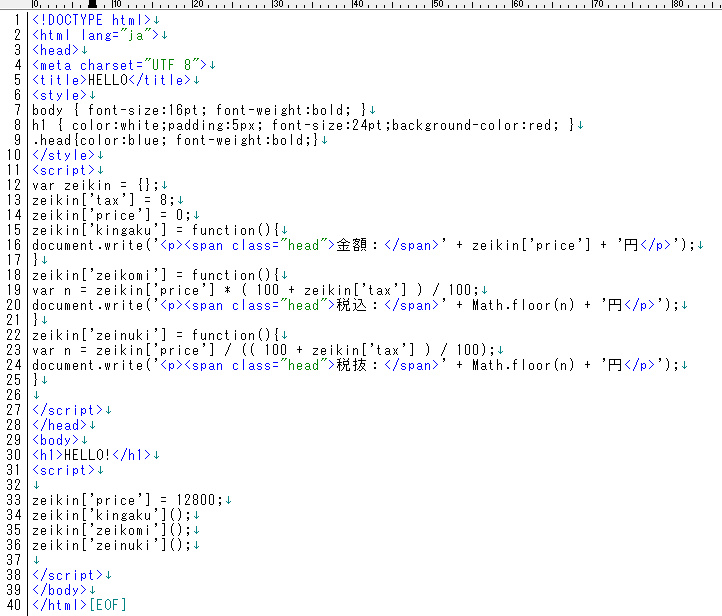 0, 10 20 30 40 50 60 70 80
1 <!DOCTYPE html>↓
2 <html lang="ja">↓
3 <head>↓
4 <meta charset="UTF 8">↓
5 <title>HELLO</title>↓
6 <style>↓
7 body { font-size:16pt; font-weight:bold; }↓
8 h1 { color:white;padding:5px; font-size:24pt;background-color:red; }↓
9 .head{color:blue; font-weight:bold;}↓
10 </style>↓
11 <script>↓
12 var zeikin = {};↓
13 zeikin['tax'] = 8;↓
14 zeikin['price'] = 0;↓
15 zeikin['kingaku'] = function(){↓
16 document.write('<p><span class="head">金額：</span>' + zeikin['price'] + '円</p>');↓
17 }↓
18 zeikin['zeikomi'] = function(){↓
19 var n = zeikin['price'] * ( 100 + zeikin['tax'] ) / 100;↓
20 document.write('<p><span class="head">税込：</span>' + Math.floor(n) + '円</p>');↓
21 }↓
22 zeikin['zeinuki'] = function(){↓
23 var n = zeikin['price'] / (( 100 + zeikin['tax'] ) / 100);↓
24 document.write('<p><span class="head">税抜：</span>' + Math.floor(n) + '円</p>');↓
25 }↓
26 ↓
27 </script>↓
28 </head>↓
29 <body>↓
30 <h1>HELLO!</h1>↓
31 <script>↓
32 ↓
33 zeikin['price'] = 12800;↓
34 zeikin['kingaku']();↓
35 zeikin['zeikomi']();↓
36 zeikin['zeinuki']();↓
37 ↓
38 </script>↓
39 </body>↓
40 </html>[EOF]